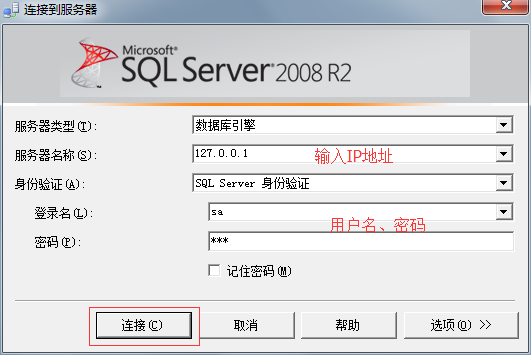 连接到服务器
Microsoft®
SQL Server® 2008 R2
服务器类型(T):
数据库引擎
服务器名称(S):
127.0.0.1
输入IP地址
身份验证(A):
SQL Server 身份验证
登录名(L):
sa
用户名、密码
密码(P):
***
记住密码(M)
连接(C)
取消
帮助
选项(O) >>